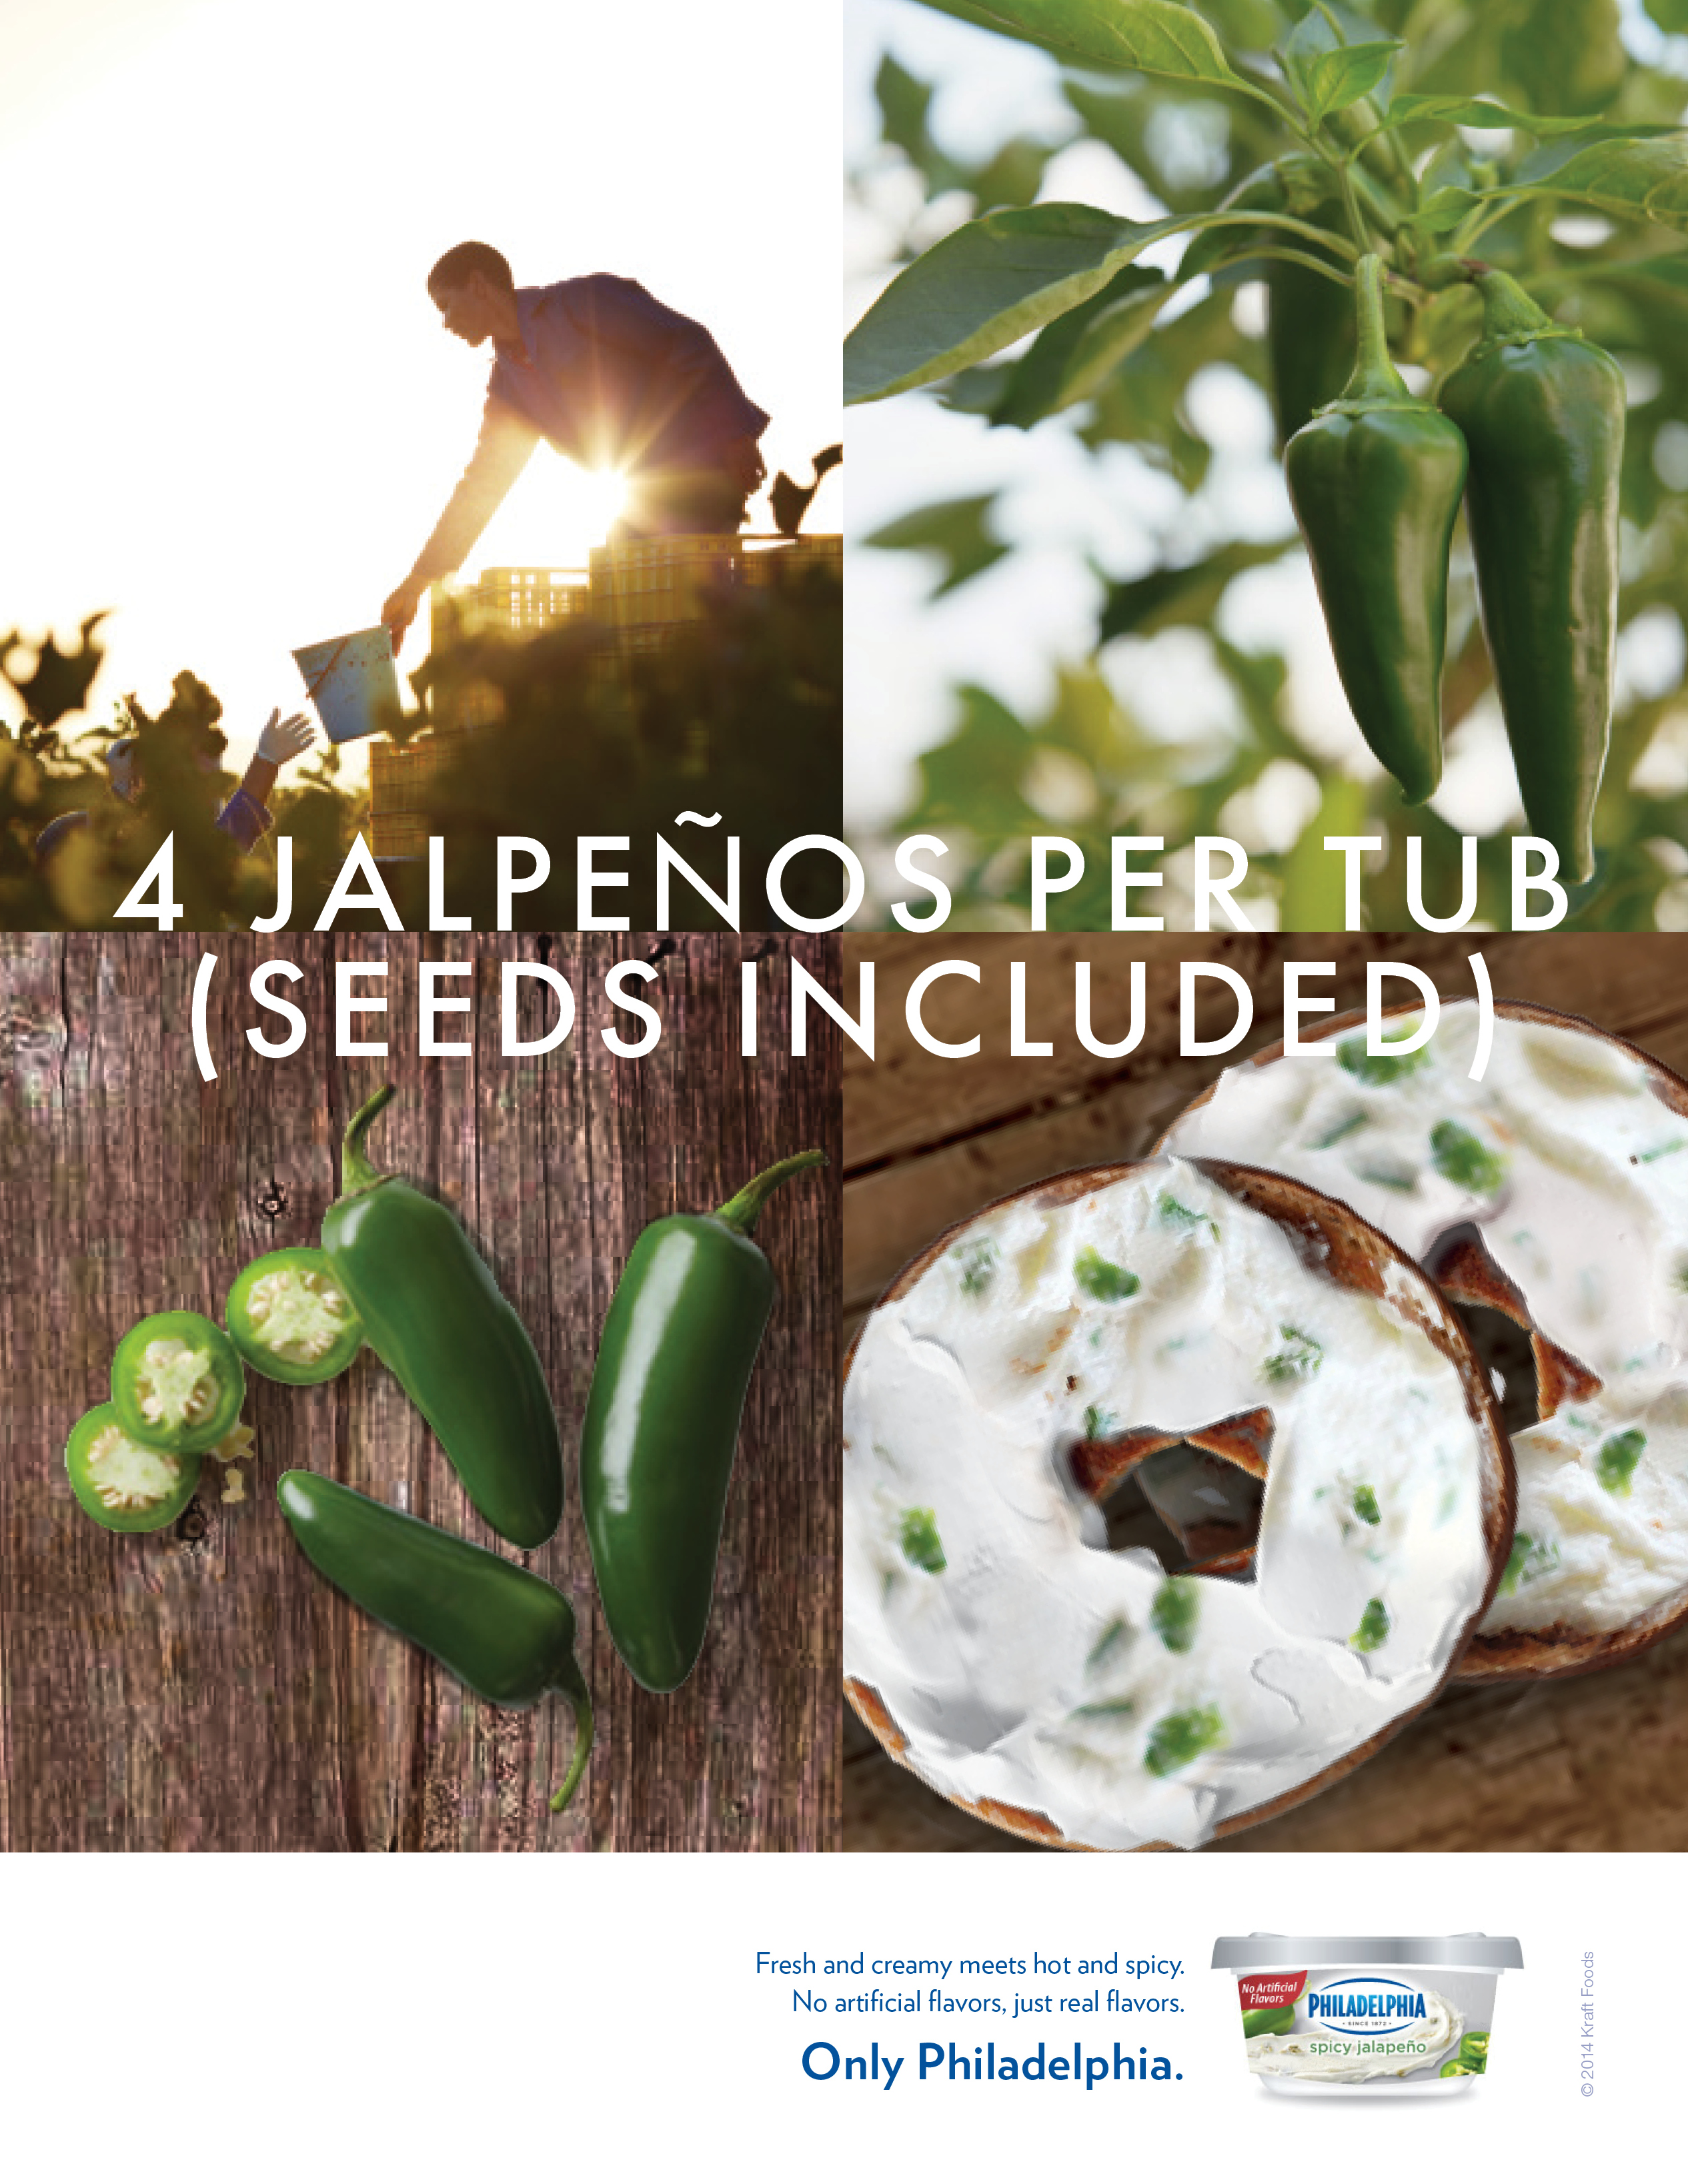 4 JALPEÑOS PER TUB
(SEEDS INCLUDED)
Fresh and creamy meets hot and spicy.
No artificial flavors, just real flavors.
Only Philadelphia.
No Artificial
Flavors
PHILADELPHIA
• SINCE 1872 •
spicy jalapeño
© 2014 Kraft Foods